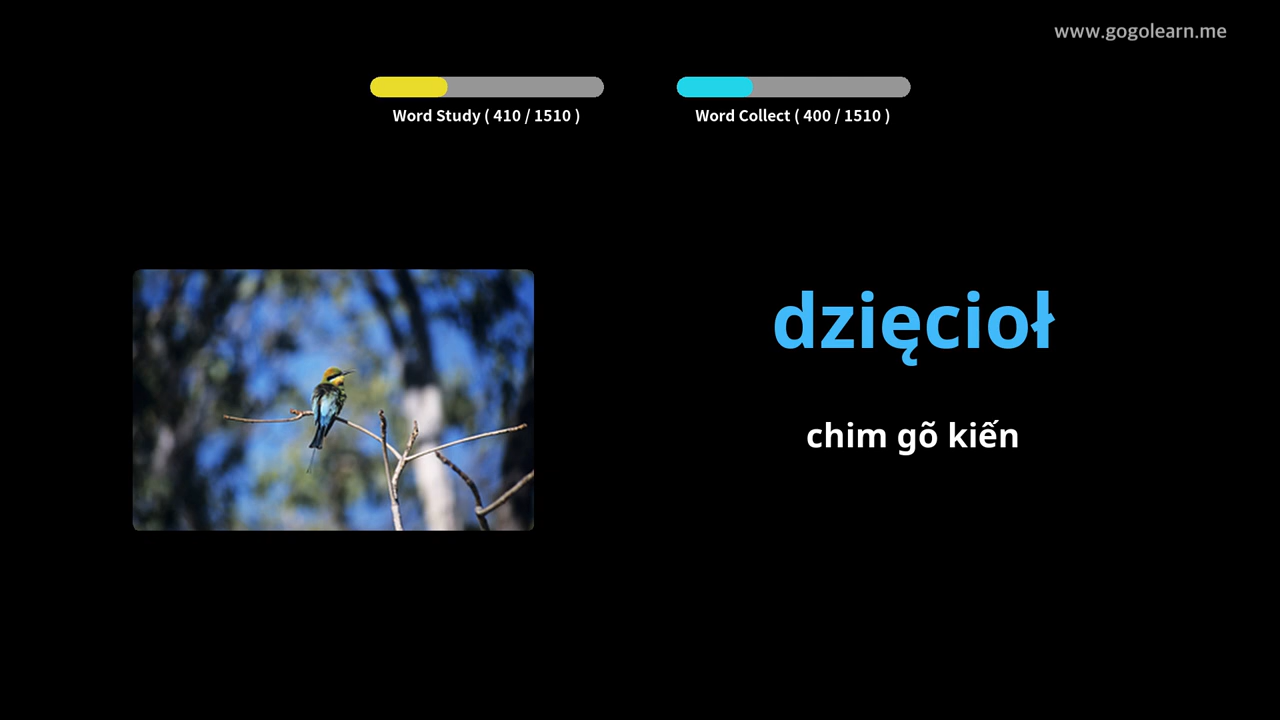 www.gogolearn.me
Word Study ( 410 / 1510 )
Word Collect ( 400 / 1510 )
dzięcioł
chim gõ kiến